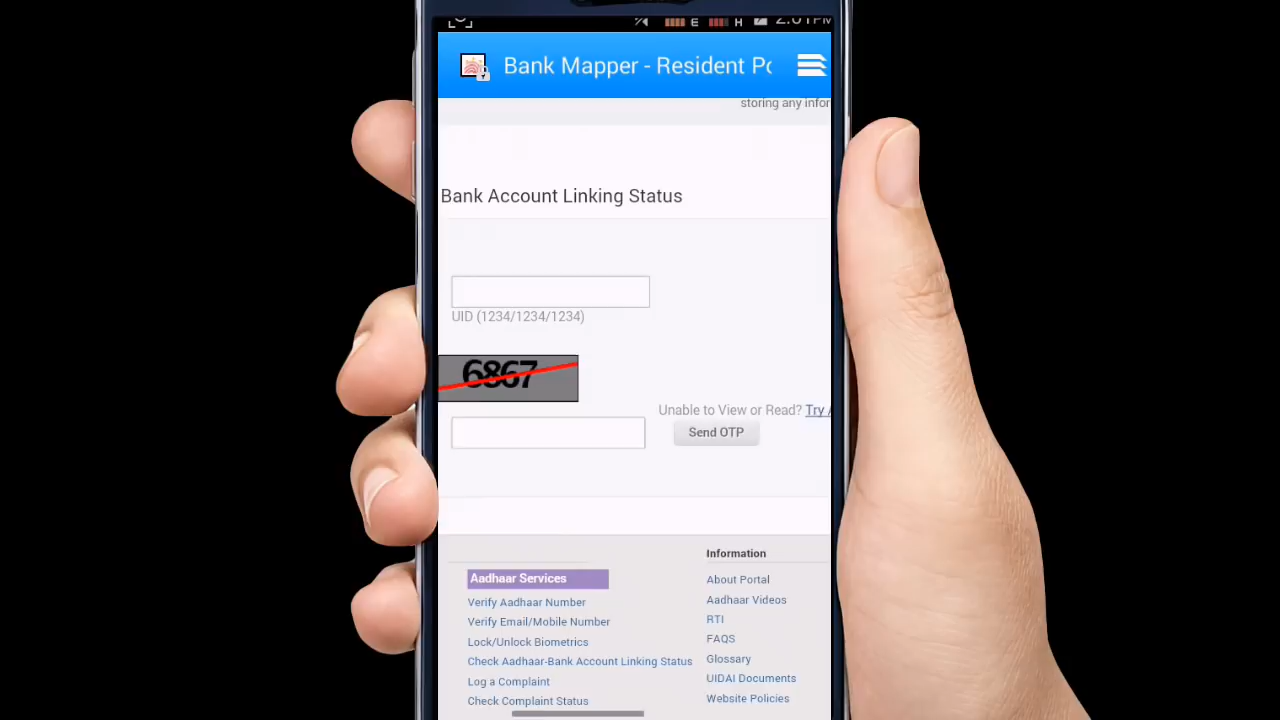 E H 2:01PM
Bank Mapper - Resident Po
storing any infor
Bank Account Linking Status
UID (1234/1234/1234)
6867
Unable to View or Read? Try
Send OTP
Aadhaar Services
Verify Aadhaar Number
Verify Email/Mobile Number
Lock/Unlock Biometrics
Check Aadhaar-Bank Account Linking Status
Log a Complaint
Check Complaint Status
Information
About Portal
Aadhaar Videos
RTI
FAQS
Glossary
UIDAI Documents
Website Policies